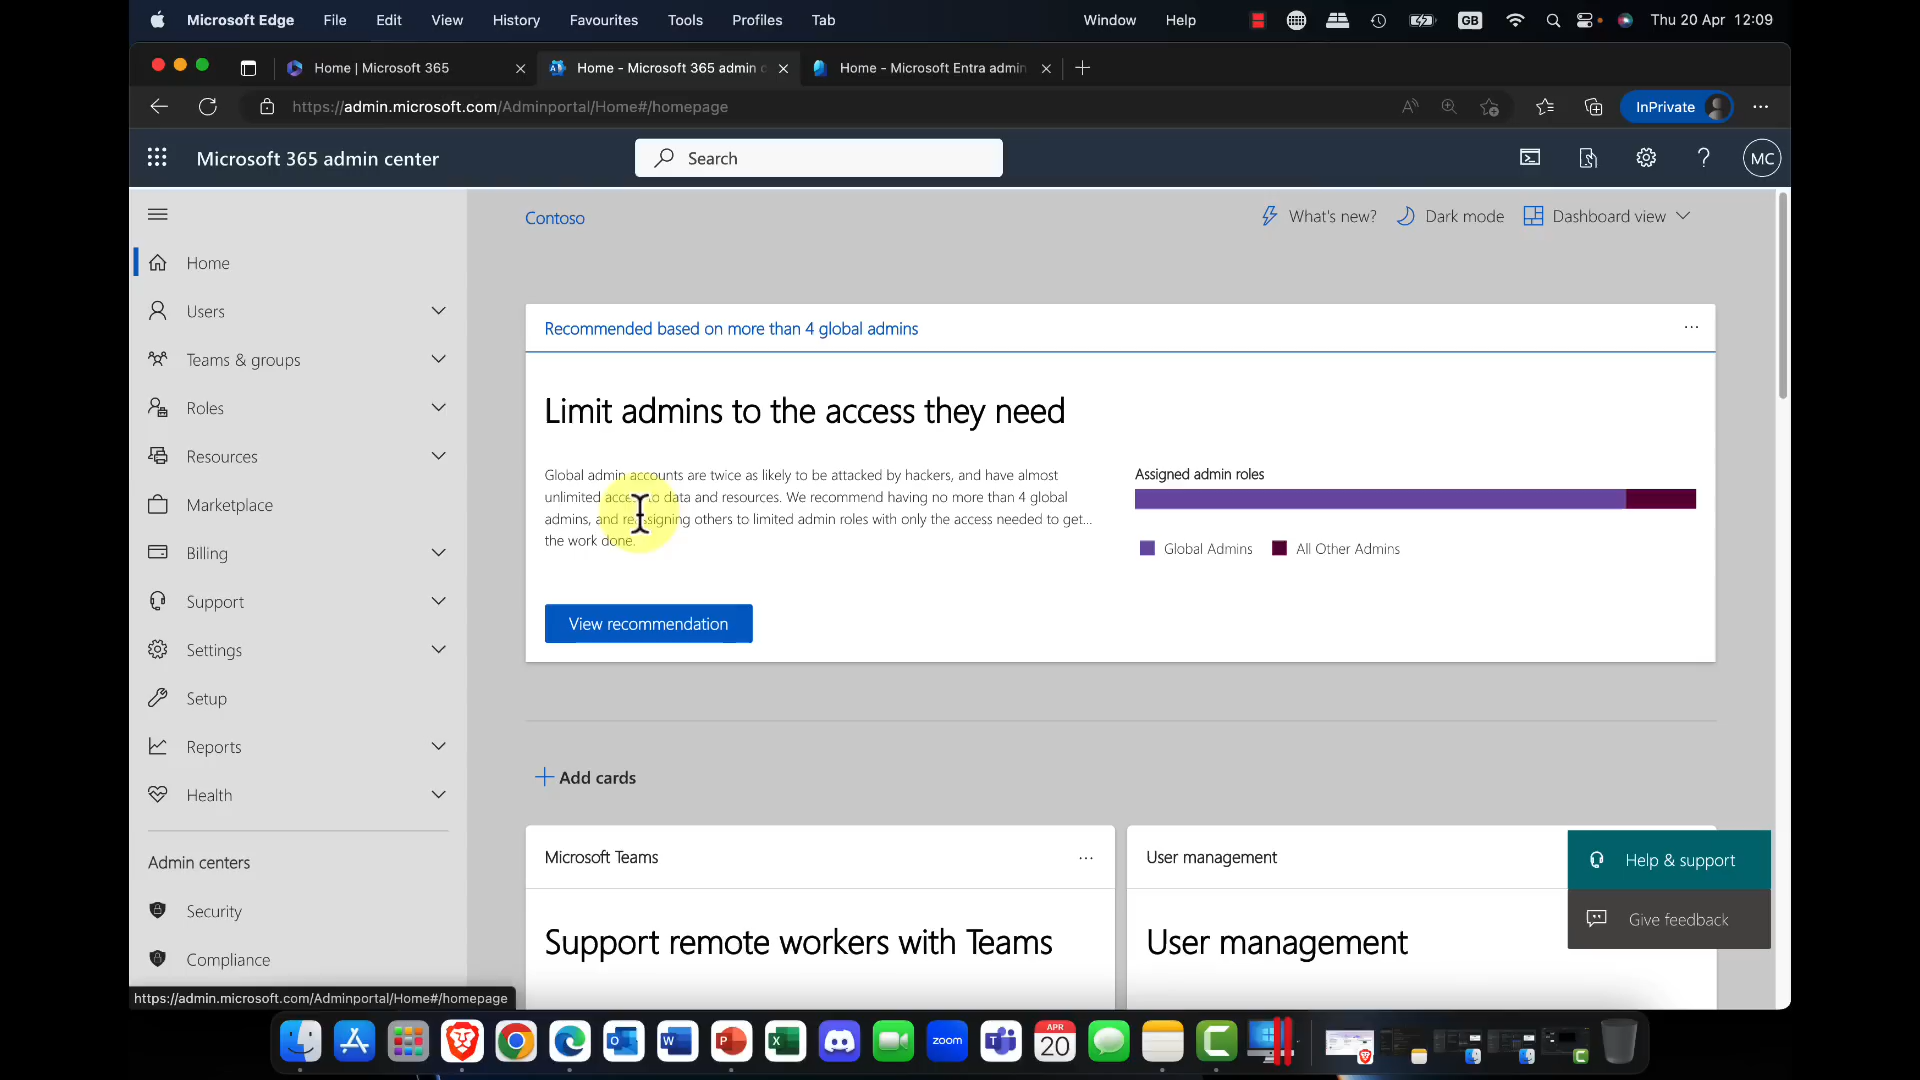 Microsoft Edge File Edit View History Favourites Tools Profiles Tab Window Help GB Thu 20 Apr 12:09
Home | Microsoft 365
Home - Microsoft 365 admin c
Home - Microsoft Entra admin
https://admin.microsoft.com/Adminportal/Home#/homepage
InPrivate
Microsoft 365 admin center
Search
MC
Contoso
What's new?
Dark mode
Dashboard view
Home
Users
Teams & groups
Roles
Resources
Marketplace
Billing
Support
Settings
Setup
Reports
Health
Admin centers
Security
Compliance
Recommended based on more than 4 global admins
Limit admins to the access they need
Global admin accounts are twice as likely to be attacked by hackers, and have almost
unlimited access to data and resources. We recommend having no more than 4 global
admins, and reassigning others to limited admin roles with only the access needed to get...
the work done.
Assigned admin roles
Global Admins
All Other Admins
View recommendation
Add cards
Microsoft Teams
Support remote workers with Teams
User management
User management
Help & support
Give feedback
https://admin.microsoft.com/Adminportal/Home#/homepage
zoom
APR
20